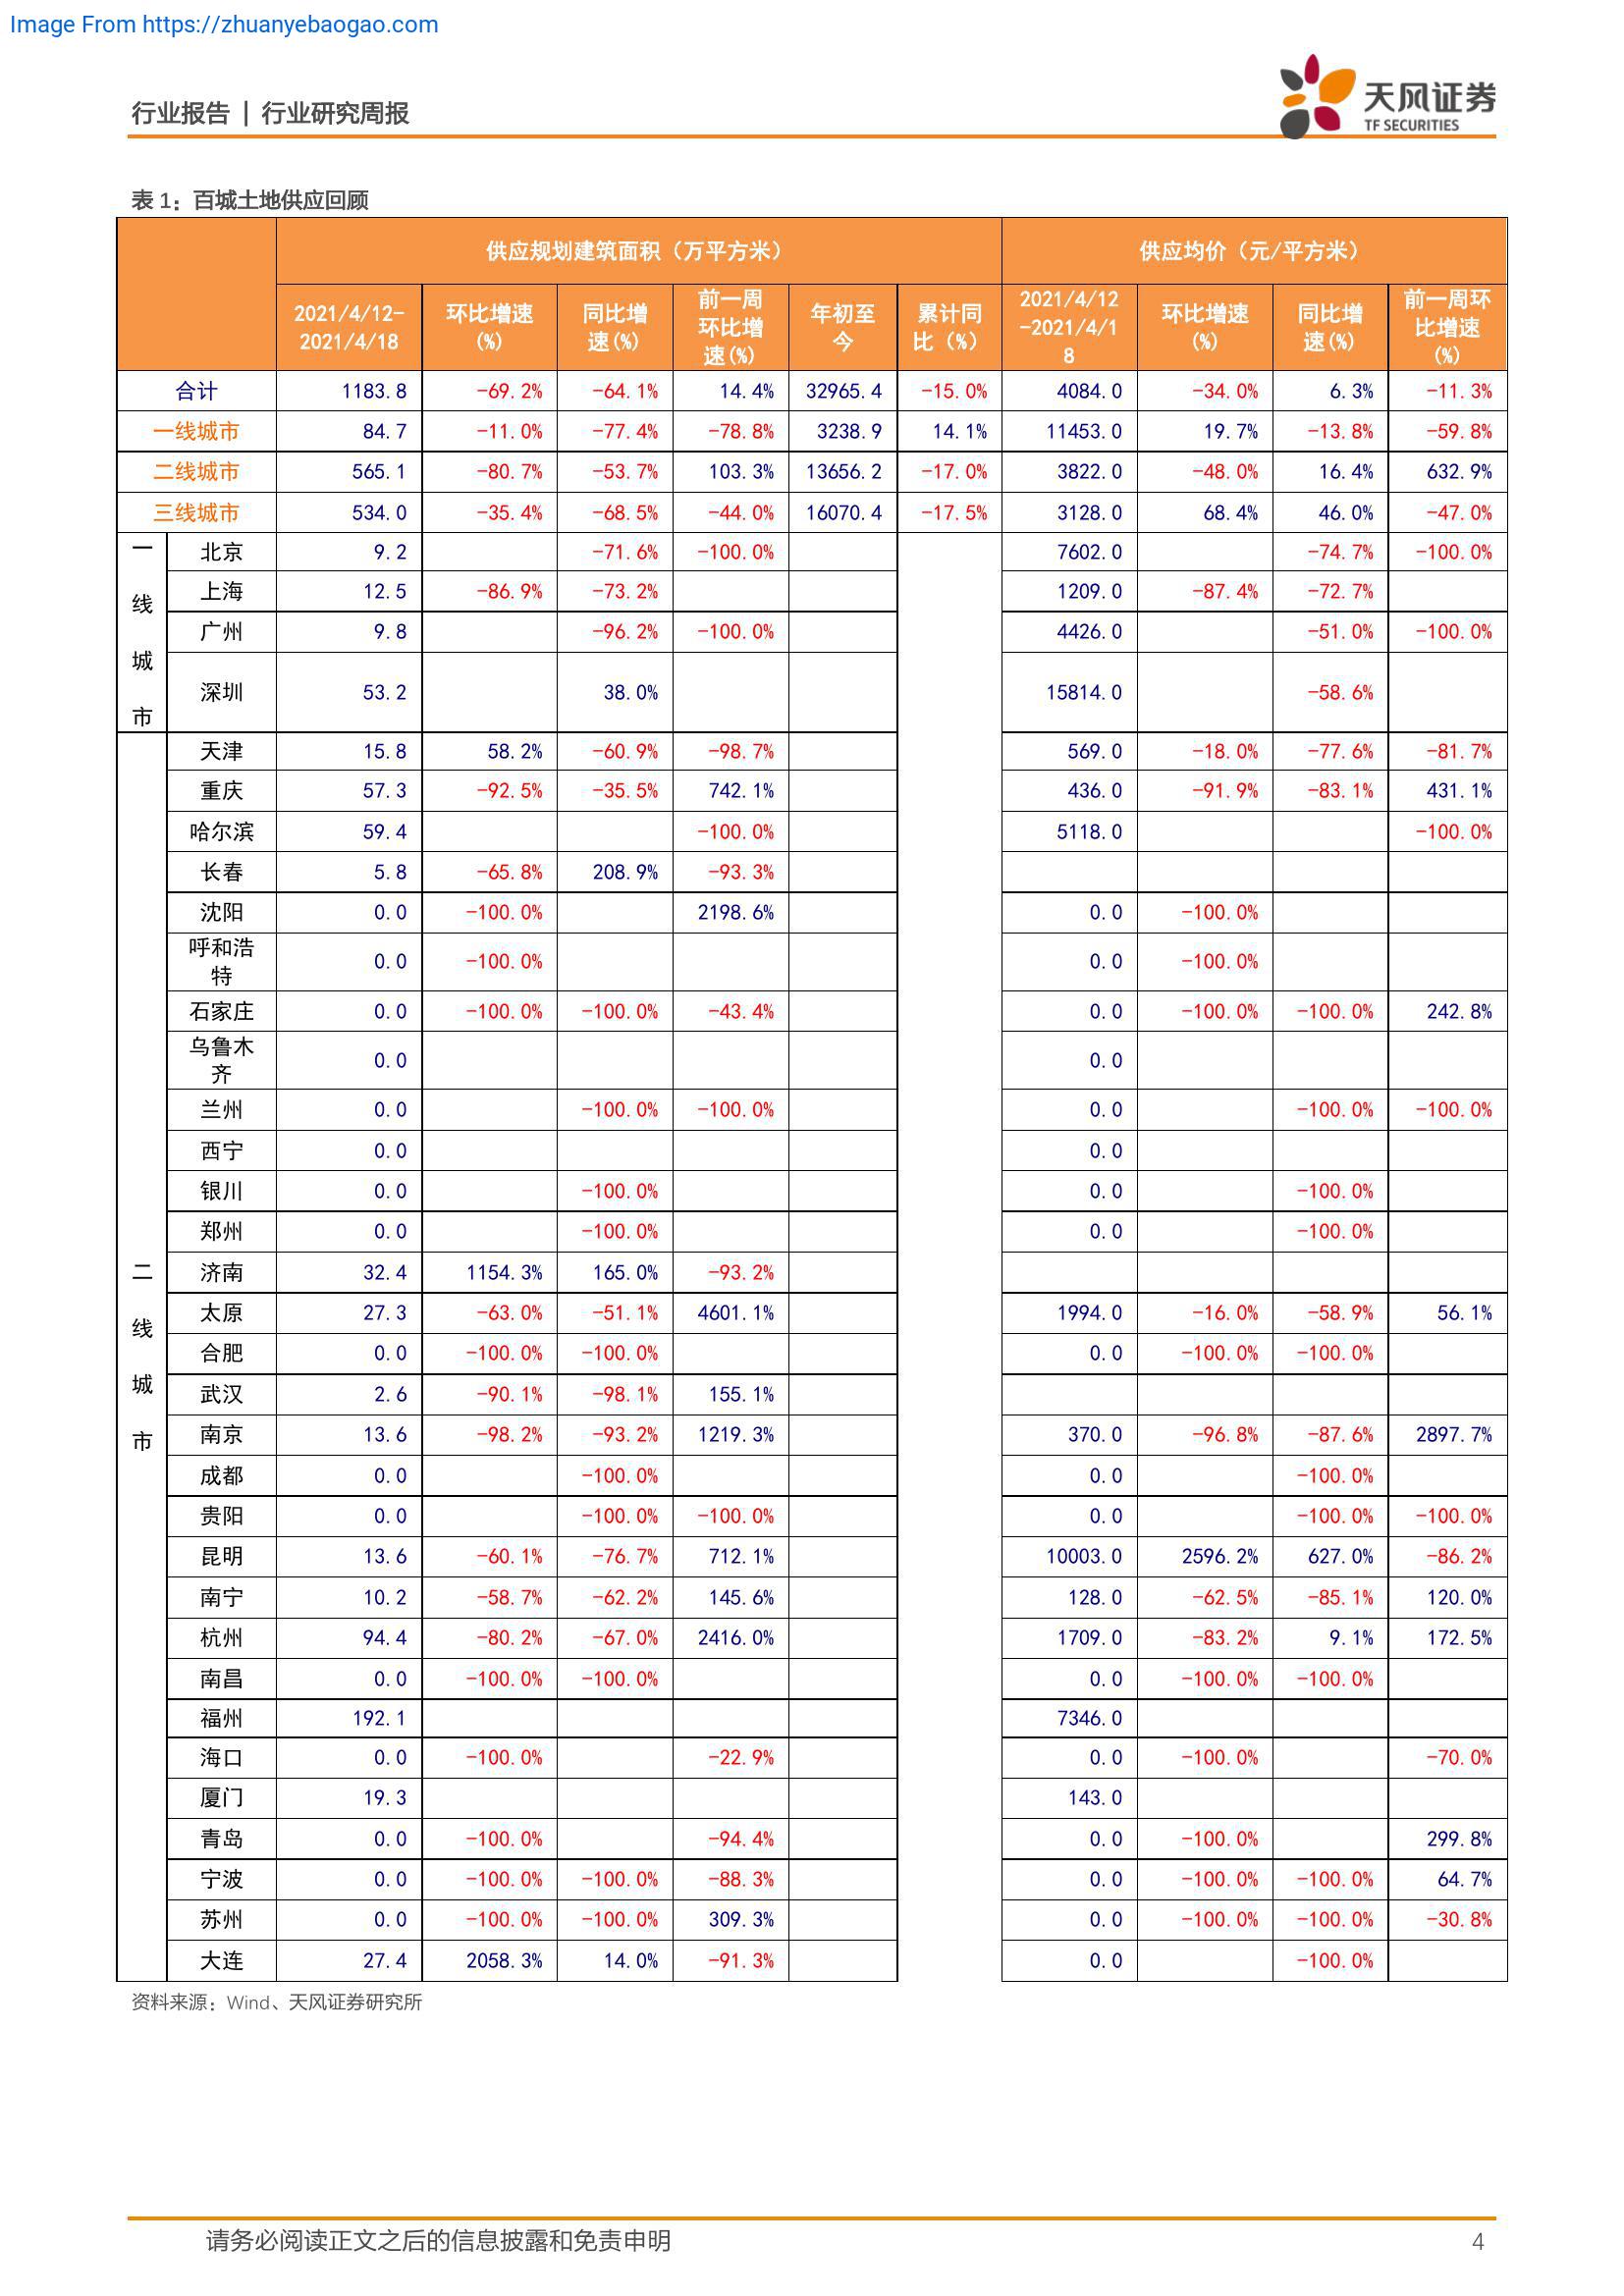 Image From https://zhuanyebaogao.com
行业报告 | 行业研究周报
天风证券
TF SECURITIES
表 1：百城土地供应回顾
供应规划建筑面积（万平方米） 供应均价（元/平方米）
2021/4/12-2021/4/18 环比增速(%) 同比增速(%) 前一周环比增速(%) 年初至今 累计同比（%） 2021/4/12-2021/4/18 环比增速(%) 同比增速(%) 前一周环比增速(%)
合计 1183.8 -69.2% -64.1% 14.4% 32965.4 -15.0% 4084.0 -34.0% 6.3% -11.3%
一线城市 84.7 -11.0% -77.4% -78.8% 3238.9 14.1% 11453.0 19.7% -13.8% -59.8%
二线城市 565.1 -80.7% -53.7% 103.3% 13656.2 -17.0% 3822.0 -48.0% 16.4% 632.9%
三线城市 534.0 -35.4% -68.5% -44.0% 16070.4 -17.5% 3128.0 68.4% 46.0% -47.0%
一线城市
北京 9.2 -71.6% -100.0% 7602.0 -74.7% -100.0%
上海 12.5 -86.9% -73.2% 1209.0 -87.4% -72.7%
广州 9.8 -96.2% -100.0% 4426.0 -51.0% -100.0%
深圳 53.2 38.0% 15814.0 -58.6%
二线城市
天津 15.8 58.2% -60.9% -98.7% 569.0 -18.0% -77.6% -81.7%
重庆 57.3 -92.5% -35.5% 742.1% 436.0 -91.9% -83.1% 431.1%
哈尔滨 59.4 -100.0% 5118.0 -100.0%
长春 5.8 -65.8% 208.9% -93.3%
沈阳 0.0 -100.0% 2198.6% 0.0 -100.0%
呼和浩特 0.0 -100.0% 0.0 -100.0%
石家庄 0.0 -100.0% -100.0% -43.4% 0.0 -100.0% -100.0% 242.8%
乌鲁木齐 0.0 0.0
兰州 0.0 -100.0% -100.0% 0.0 -100.0% -100.0%
西宁 0.0 0.0
银川 0.0 -100.0% 0.0 -100.0%
郑州 0.0 -100.0% 0.0 -100.0%
济南 32.4 1154.3% 165.0% -93.2%
太原 27.3 -63.0% -51.1% 4601.1% 1994.0 -16.0% -58.9% 56.1%
合肥 0.0 -100.0% -100.0% 0.0 -100.0% -100.0%
武汉 2.6 -90.1% -98.1% 155.1%
南京 13.6 -98.2% -93.2% 1219.3% 370.0 -96.8% -87.6% 2897.7%
成都 0.0 -100.0% 0.0 -100.0%
贵阳 0.0 -100.0% -100.0% 0.0 -100.0% -100.0%
昆明 13.6 -60.1% -76.7% 712.1% 10003.0 2596.2% 627.0% -86.2%
南宁 10.2 -58.7% -62.2% 145.6% 128.0 -62.5% -85.1% 120.0%
杭州 94.4 -80.2% -67.0% 2416.0% 1709.0 -83.2% 9.1% 172.5%
南昌 0.0 -100.0% -100.0% 0.0 -100.0% -100.0%
福州 192.1 7346.0
海口 0.0 -100.0% -22.9% 0.0 -100.0% -70.0%
厦门 19.3 143.0
青岛 0.0 -100.0% -94.4% 0.0 -100.0% 299.8%
宁波 0.0 -100.0% -100.0% -88.3% 0.0 -100.0% -100.0% 64.7%
苏州 0.0 -100.0% -100.0% 309.3% 0.0 -100.0% -100.0% -30.8%
大连 27.4 2058.3% 14.0% -91.3% 0.0 -100.0%
资料来源：Wind、天风证券研究所
请务必阅读正文之后的信息披露和免责申明 4